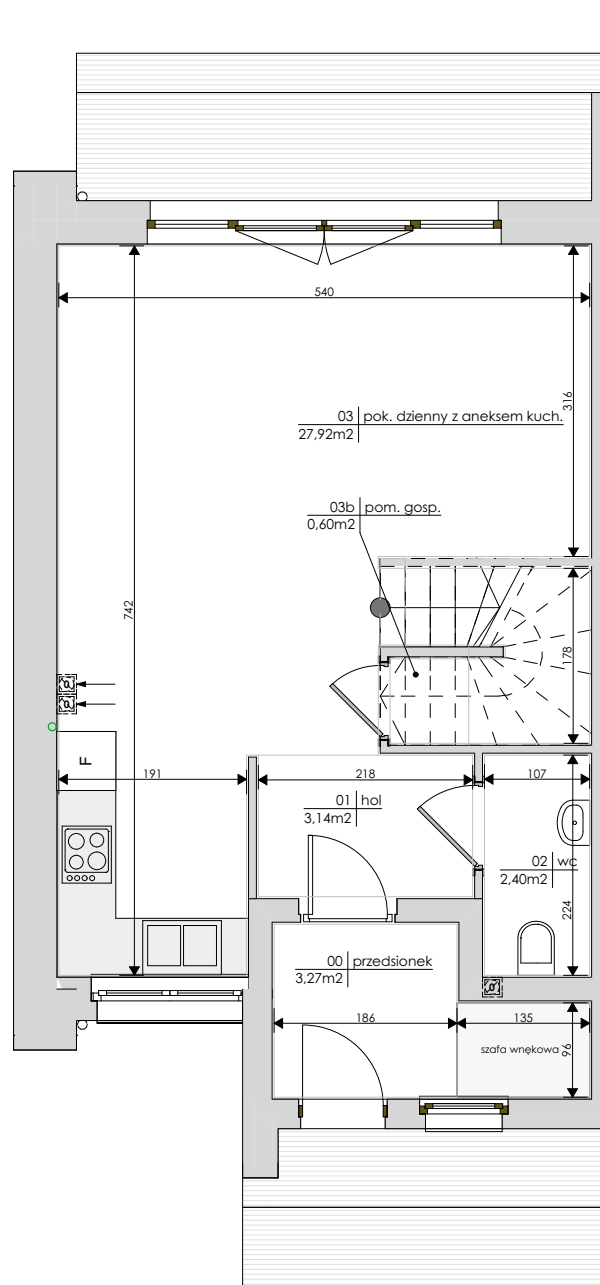 540
316
03 pok. dzienny z aneksem kuch.
27,92m2
03b pom. gosp.
0,60m2
742
178
F
191
218
107
01 hol
3,14m2
02 wc
2,40m2
224
00 przedsionek
3,27m2
186
135
szafa wnękowa
96